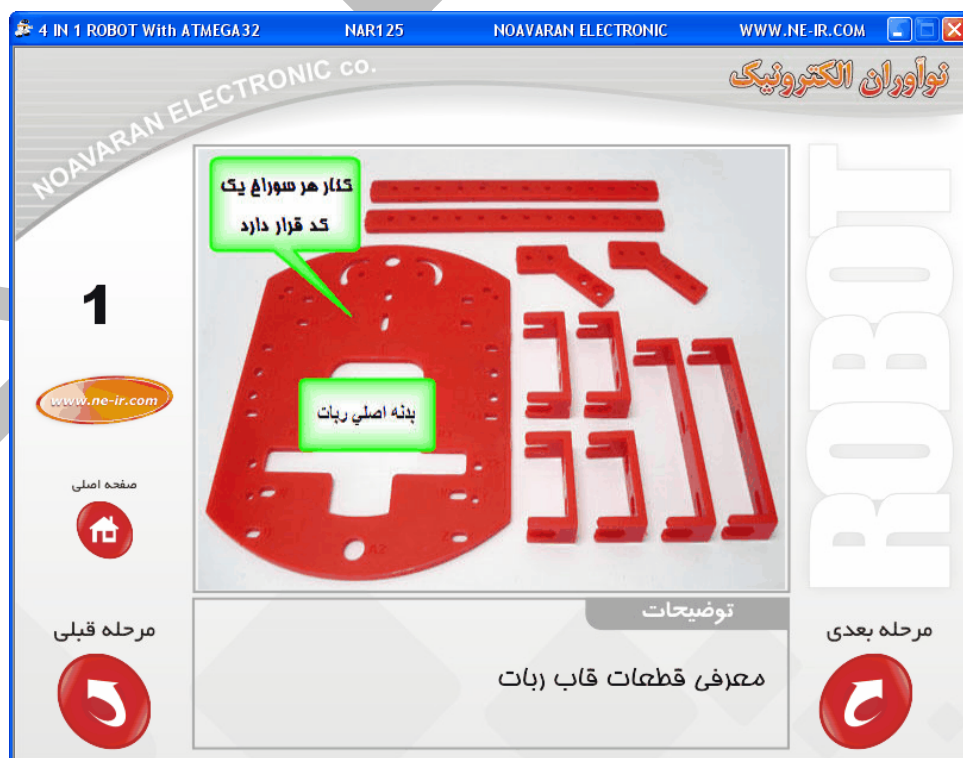 4 IN 1 ROBOT With ATMEGA32 NAR125 NOAVARAN ELECTRONIC WWW.NE-IR.COM
NOAVARAN ELECTRONIC co.
نوآوران الکترونیک
کنار هر سوراخ یک
کد قرار دارد
1
بدنه اصلي ربات
www.ne-ir.com
صفحه اصلی
ROBOT
توضیحات
مرحله قبلی
مرحله بعدی
معرفی قطعات قاب ربات